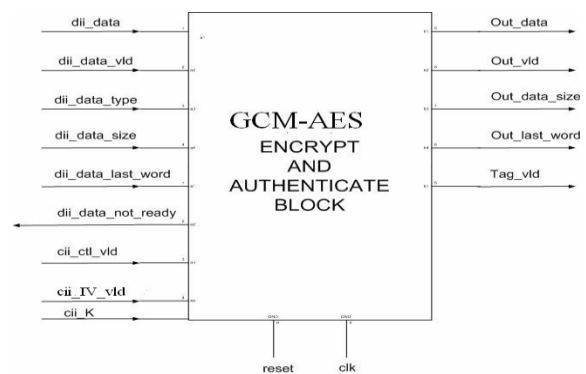 dii_data
dii_data_vld
dii_data_type
dii_data_size
dii_data_last_word
dii_data_not_ready
cii_ctl_vld
cii_IV_vld
cii_K
GCM-AES
ENCRYPT
AND
AUTHENTICATE
BLOCK
Out_data
Out_vld
Out_data_size
Out_last_word
Tag_vld
reset
clk